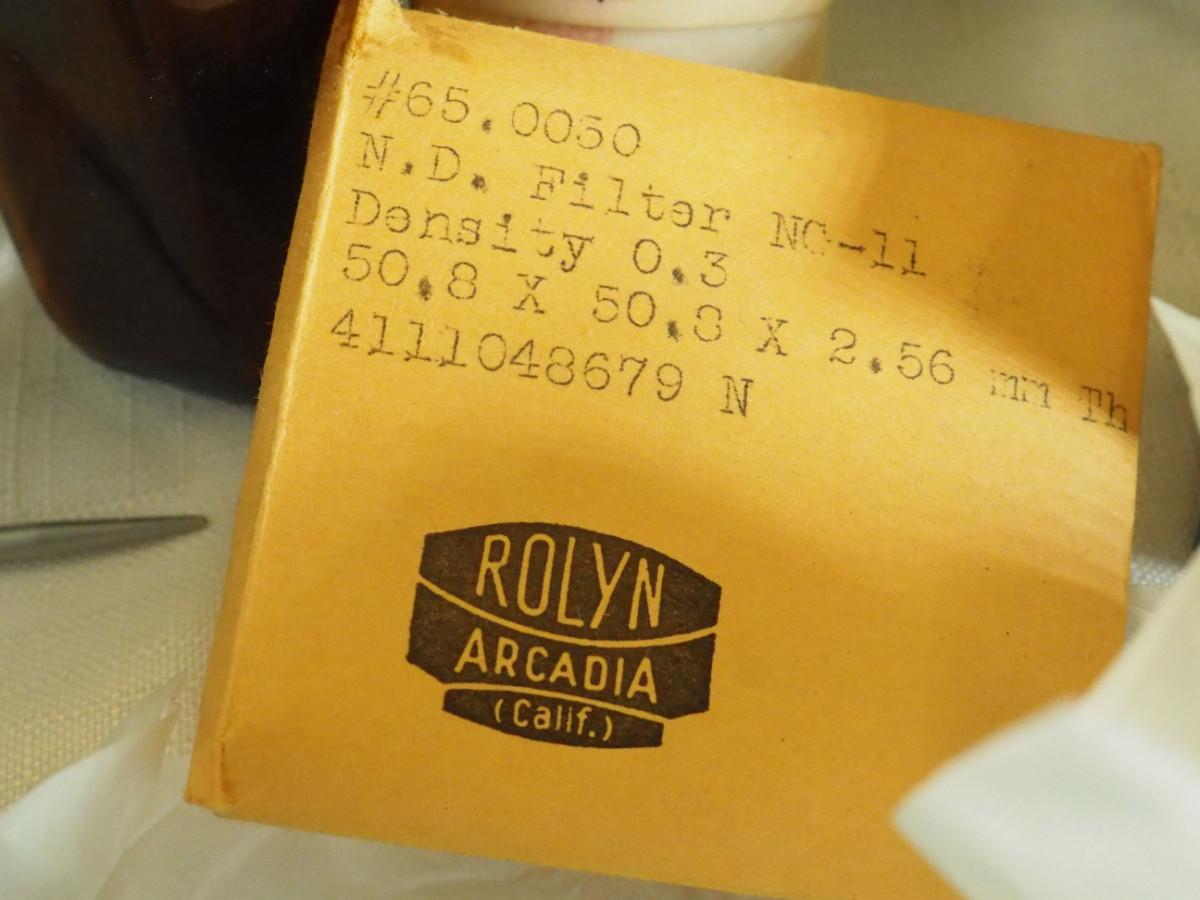 #65.0050
N.D. Filter NG-11
Density 0.3
50.8 X 50.8 X 2.56 mm Th
4111048679 N
ROLYN
ARCADIA
(Calif.)